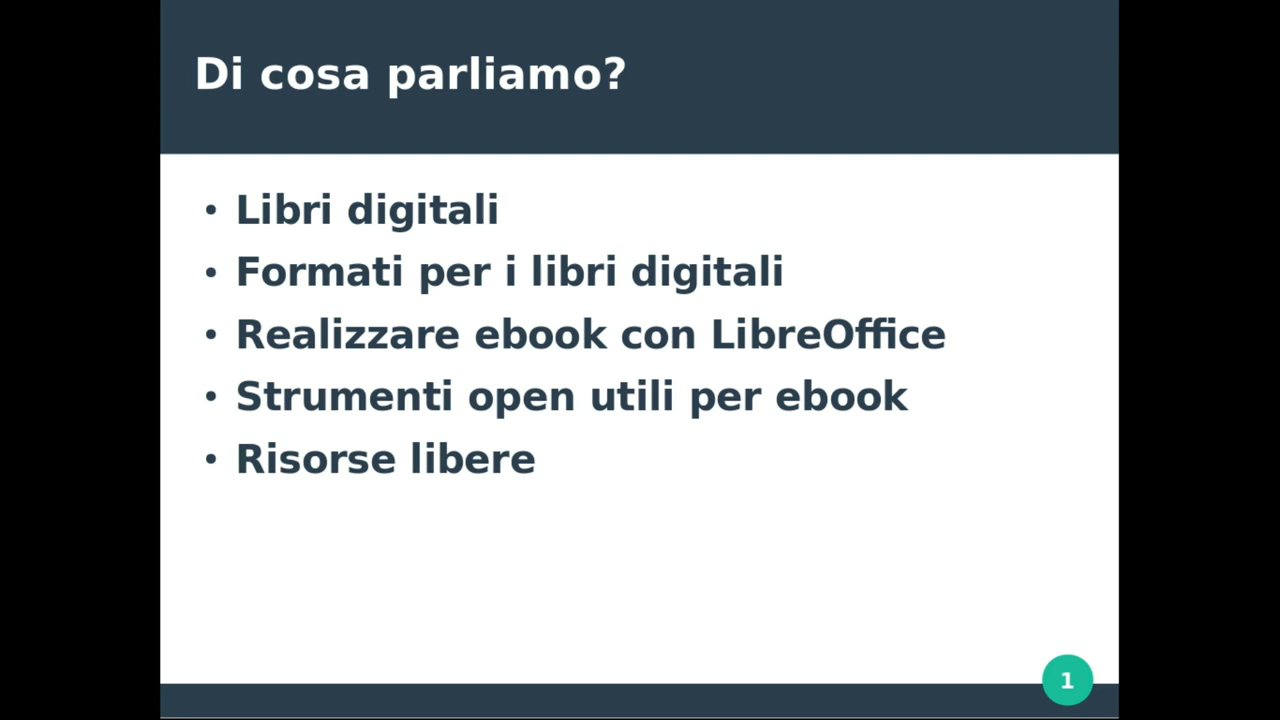 Di cosa parliamo?
• Libri digitali
• Formati per i libri digitali
• Realizzare ebook con LibreOffice
• Strumenti open utili per ebook
• Risorse libere
1